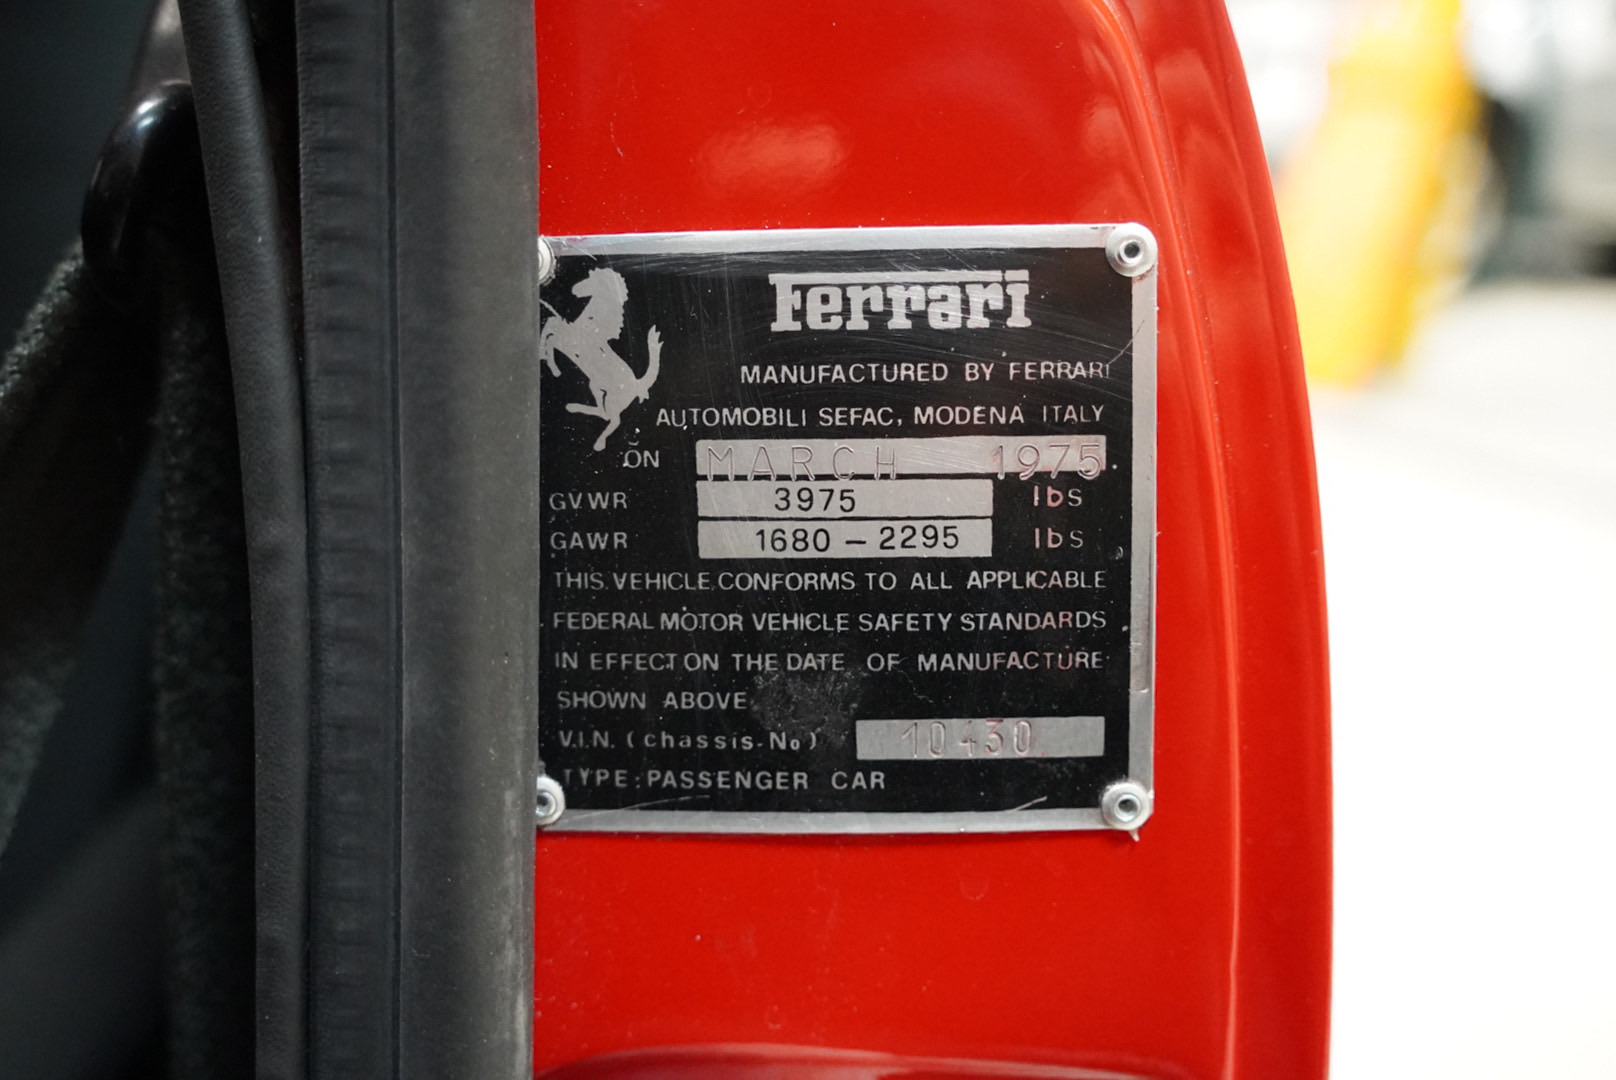 Ferrari
MANUFACTURED BY FERRARI
AUTOMOBILI SEFAC, MODENA ITALY
ON MARCH 1975
GVWR 3975 lbs
GAWR 1680 - 2295 lbs
THIS VEHICLE CONFORMS TO ALL APPLICABLE
FEDERAL MOTOR VEHICLE SAFETY STANDARDS
IN EFFECT ON THE DATE OF MANUFACTURE
SHOWN ABOVE
V.I.N. (chassis-No) 10430
TYPE: PASSENGER CAR